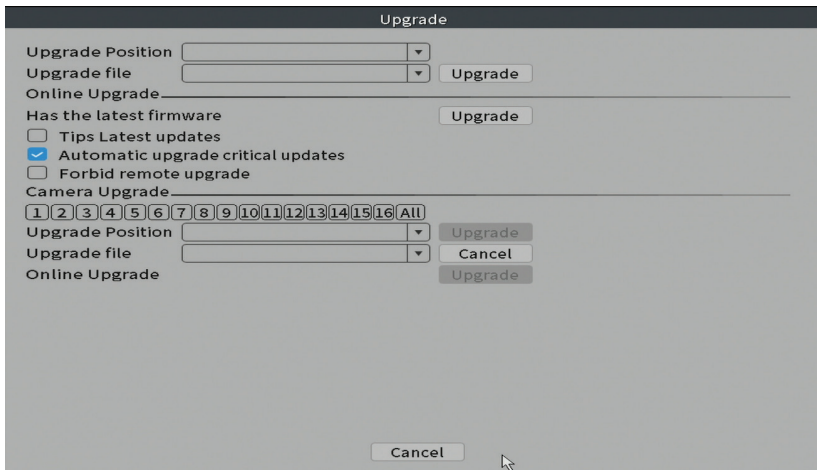 Upgrade
Upgrade Position
Upgrade file Upgrade
Online Upgrade
Has the latest firmware Upgrade
Tips Latest updates
Automatic upgrade critical updates
Forbid remote upgrade
Camera Upgrade
1 2 3 4 5 6 7 8 9 10 11 12 13 14 15 16 All
Upgrade Position Upgrade
Upgrade file Cancel
Online Upgrade Upgrade
Cancel